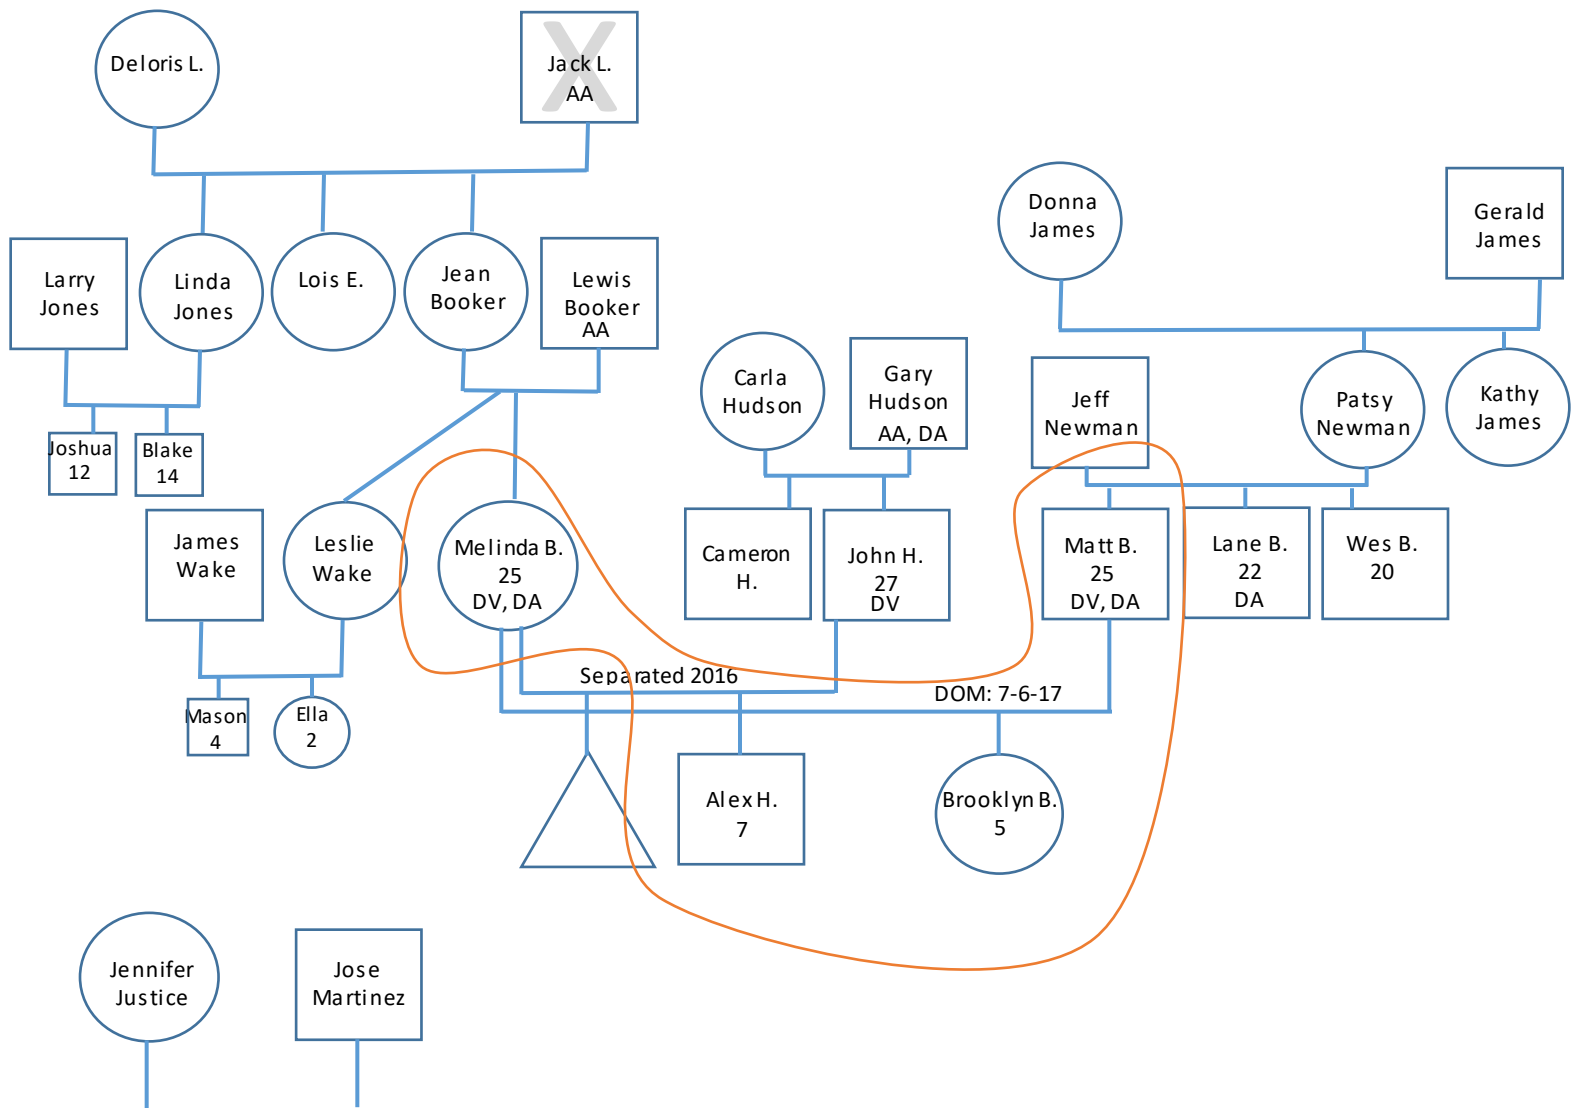 Deloris L.
Jack L.
AA
Donna
James
Gerald
James
Larry
Jones
Linda
Jones
Lois E.
Jean
Booker
Lewis
Booker
AA
Carla
Hudson
Gary
Hudson
AA, DA
Jeff
Newman
Patsy
Newman
Kathy
James
Joshua
12
Blake
14
James
Wake
Leslie
Wake
Melinda B.
25
DV, DA
Cameron
H.
John H.
27
DV
Matt B.
25
DV, DA
Lane B.
22
DA
Wes B.
20
Separated 2016
DOM: 7-6-17
Mason
4
Ella
2
Alex H.
7
Brooklyn B.
5
Jennifer
Justice
Jose
Martinez